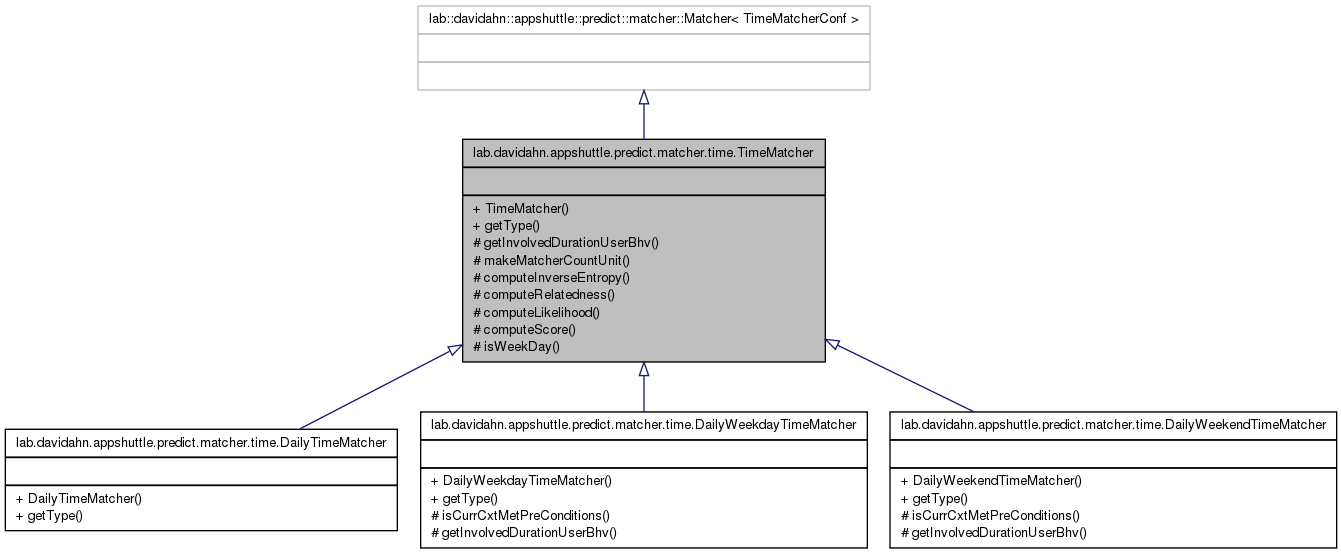 lab::davidahn::appshuttle::predict::matcher::Matcher< TimeMatcherConf >
lab.davidahn.appshuttle.predict.matcher.time.TimeMatcher
+ TimeMatcher()
+ getType()
# getInvolvedDurationUserBhv()
# makeMatcherCountUnit()
# computeInverseEntropy()
# computeRelatedness()
# computeLikelihood()
# computeScore()
# isWeekDay()
lab.davidahn.appshuttle.predict.matcher.time.DailyTimeMatcher
+ DailyTimeMatcher()
+ getType()
lab.davidahn.appshuttle.predict.matcher.time.DailyWeekdayTimeMatcher
+ DailyWeekdayTimeMatcher()
+ getType()
# isCurrCxtMetPreConditions()
# getInvolvedDurationUserBhv()
lab.davidahn.appshuttle.predict.matcher.time.DailyWeekendTimeMatcher
+ DailyWeekendTimeMatcher()
+ getType()
# isCurrCxtMetPreConditions()
# getInvolvedDurationUserBhv()